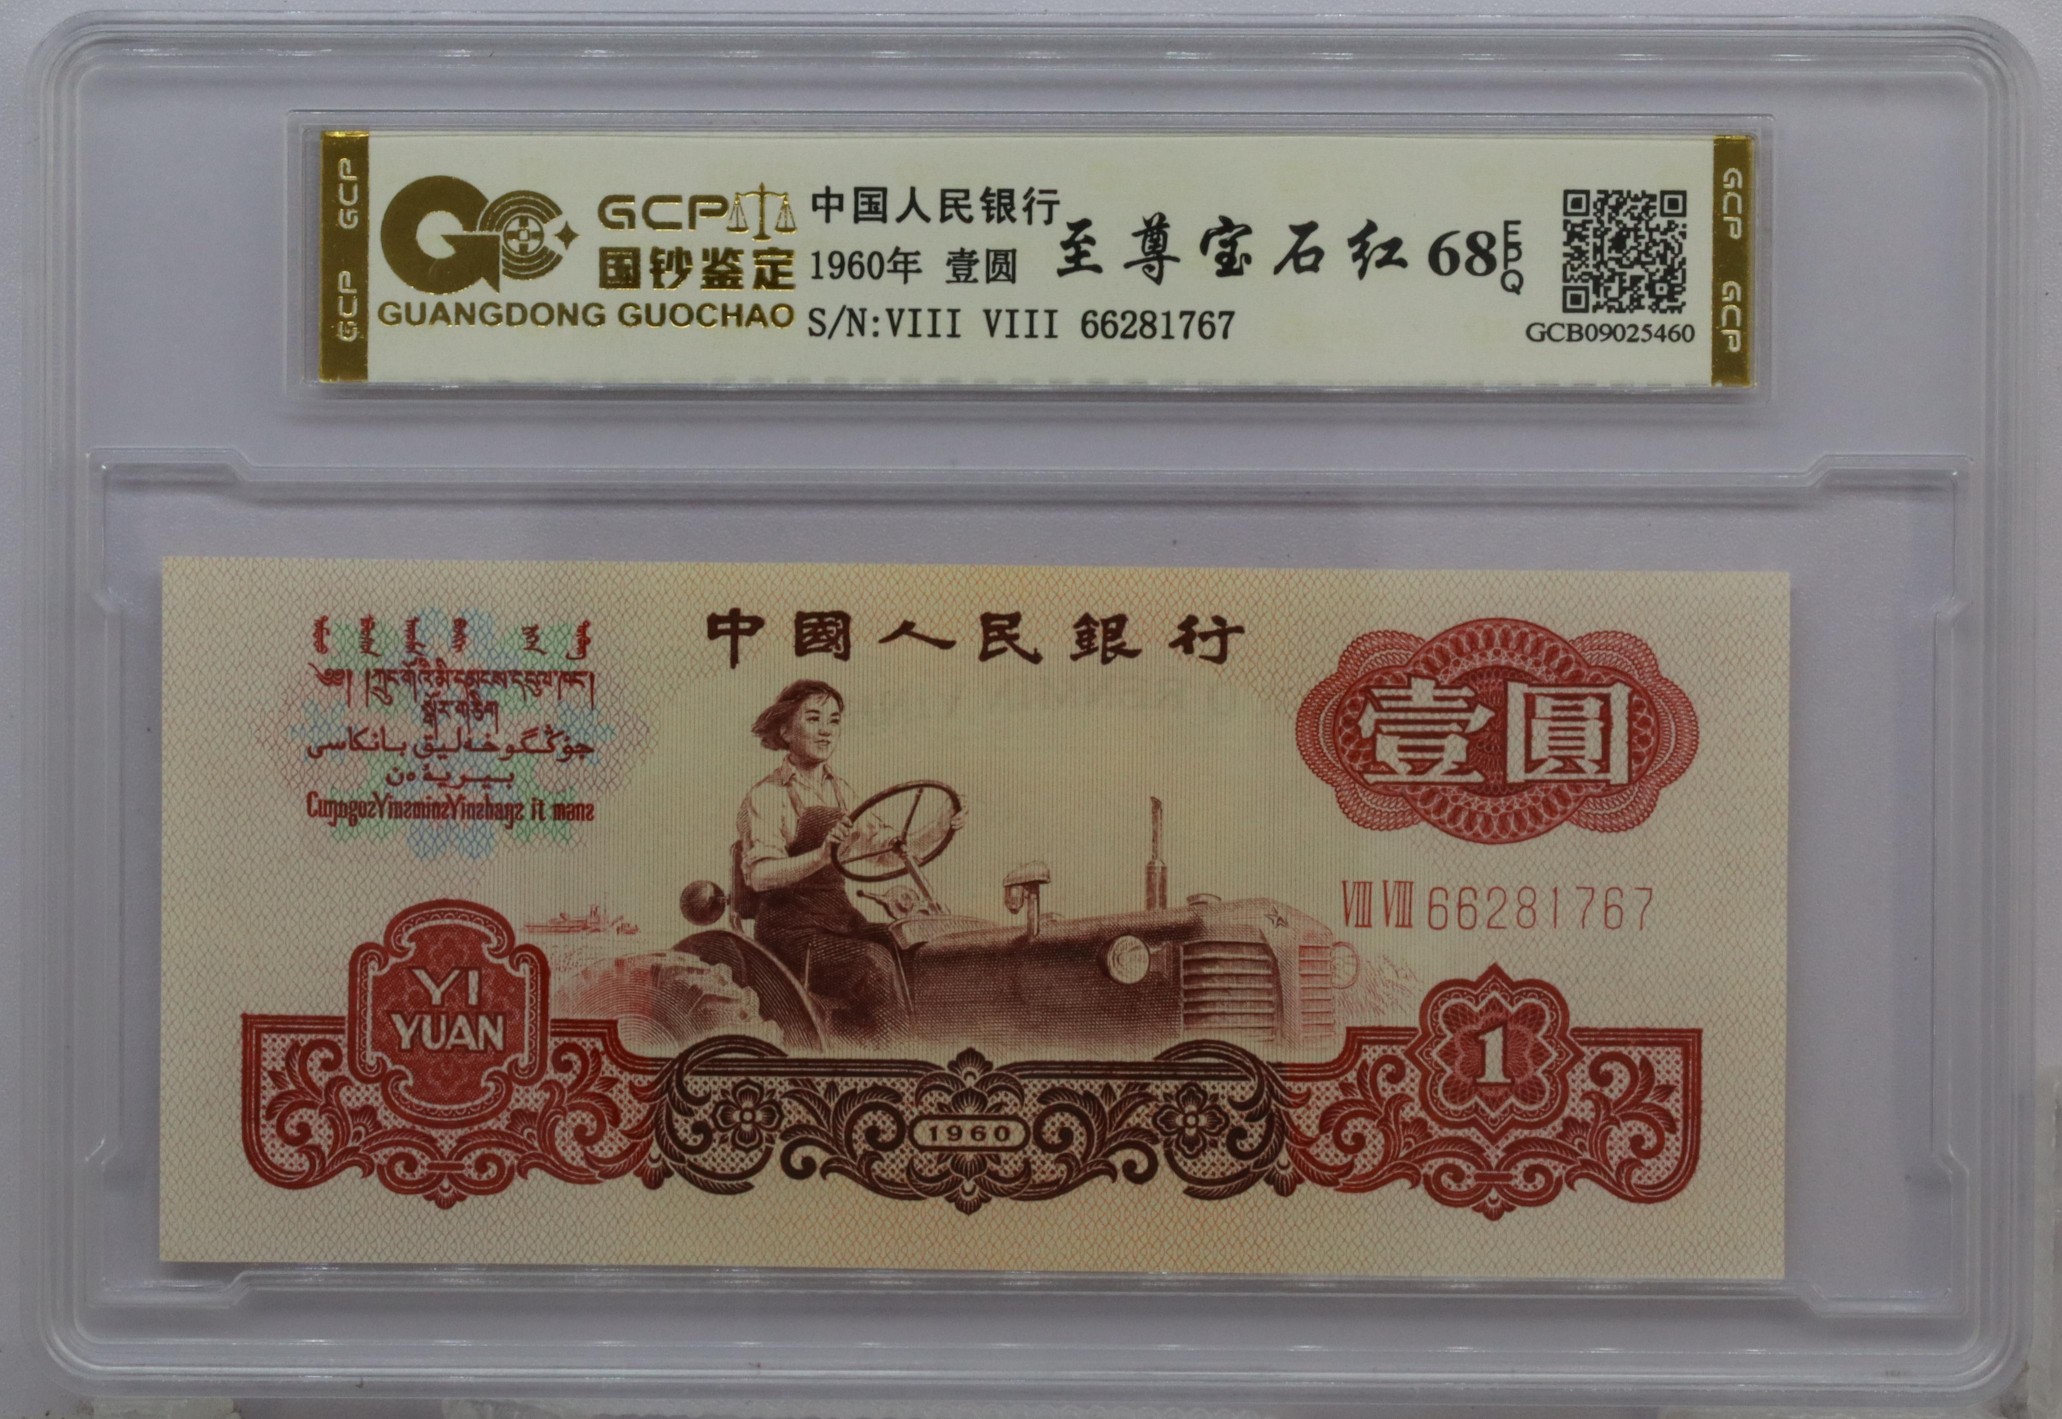 GCP
GCP
GCP
国钞鉴定
GUANGDONG GUOCHAO
中国人民银行
1960年 壹圆
S/N:VIII VIII 66281767
至尊宝石红 68
EPQ
GCB09025460
GCP
GCP
中國人民銀行
壹圓
VIII VIII 66281767
YI
YUAN
1
1960